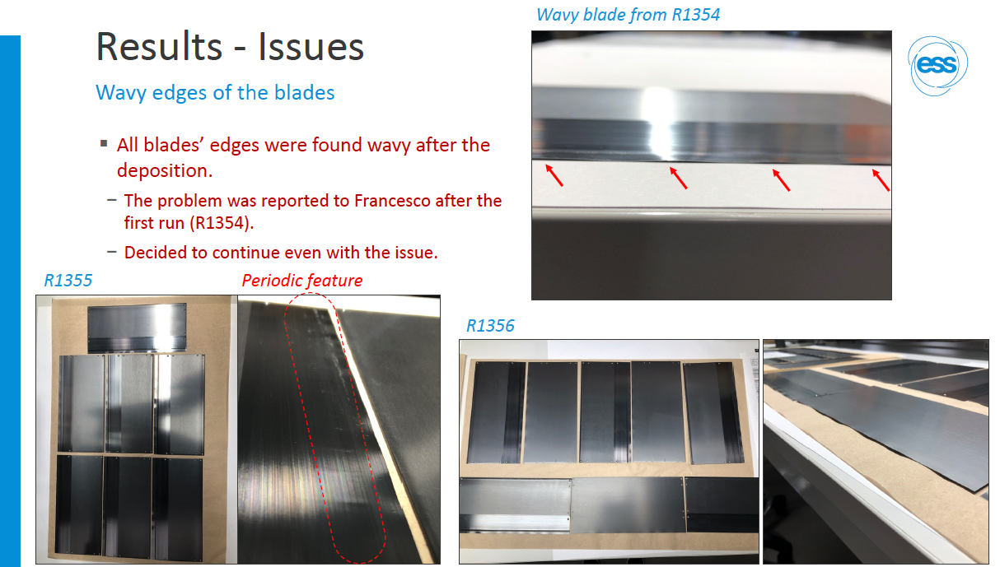 Wavy blade from R1354
Results - Issues
ess
Wavy edges of the blades
▪ All blades’ edges were found wavy after the
deposition.
– The problem was reported to Francesco after the
first run (R1354).
– Decided to continue even with the issue.
R1355
Periodic feature
R1356